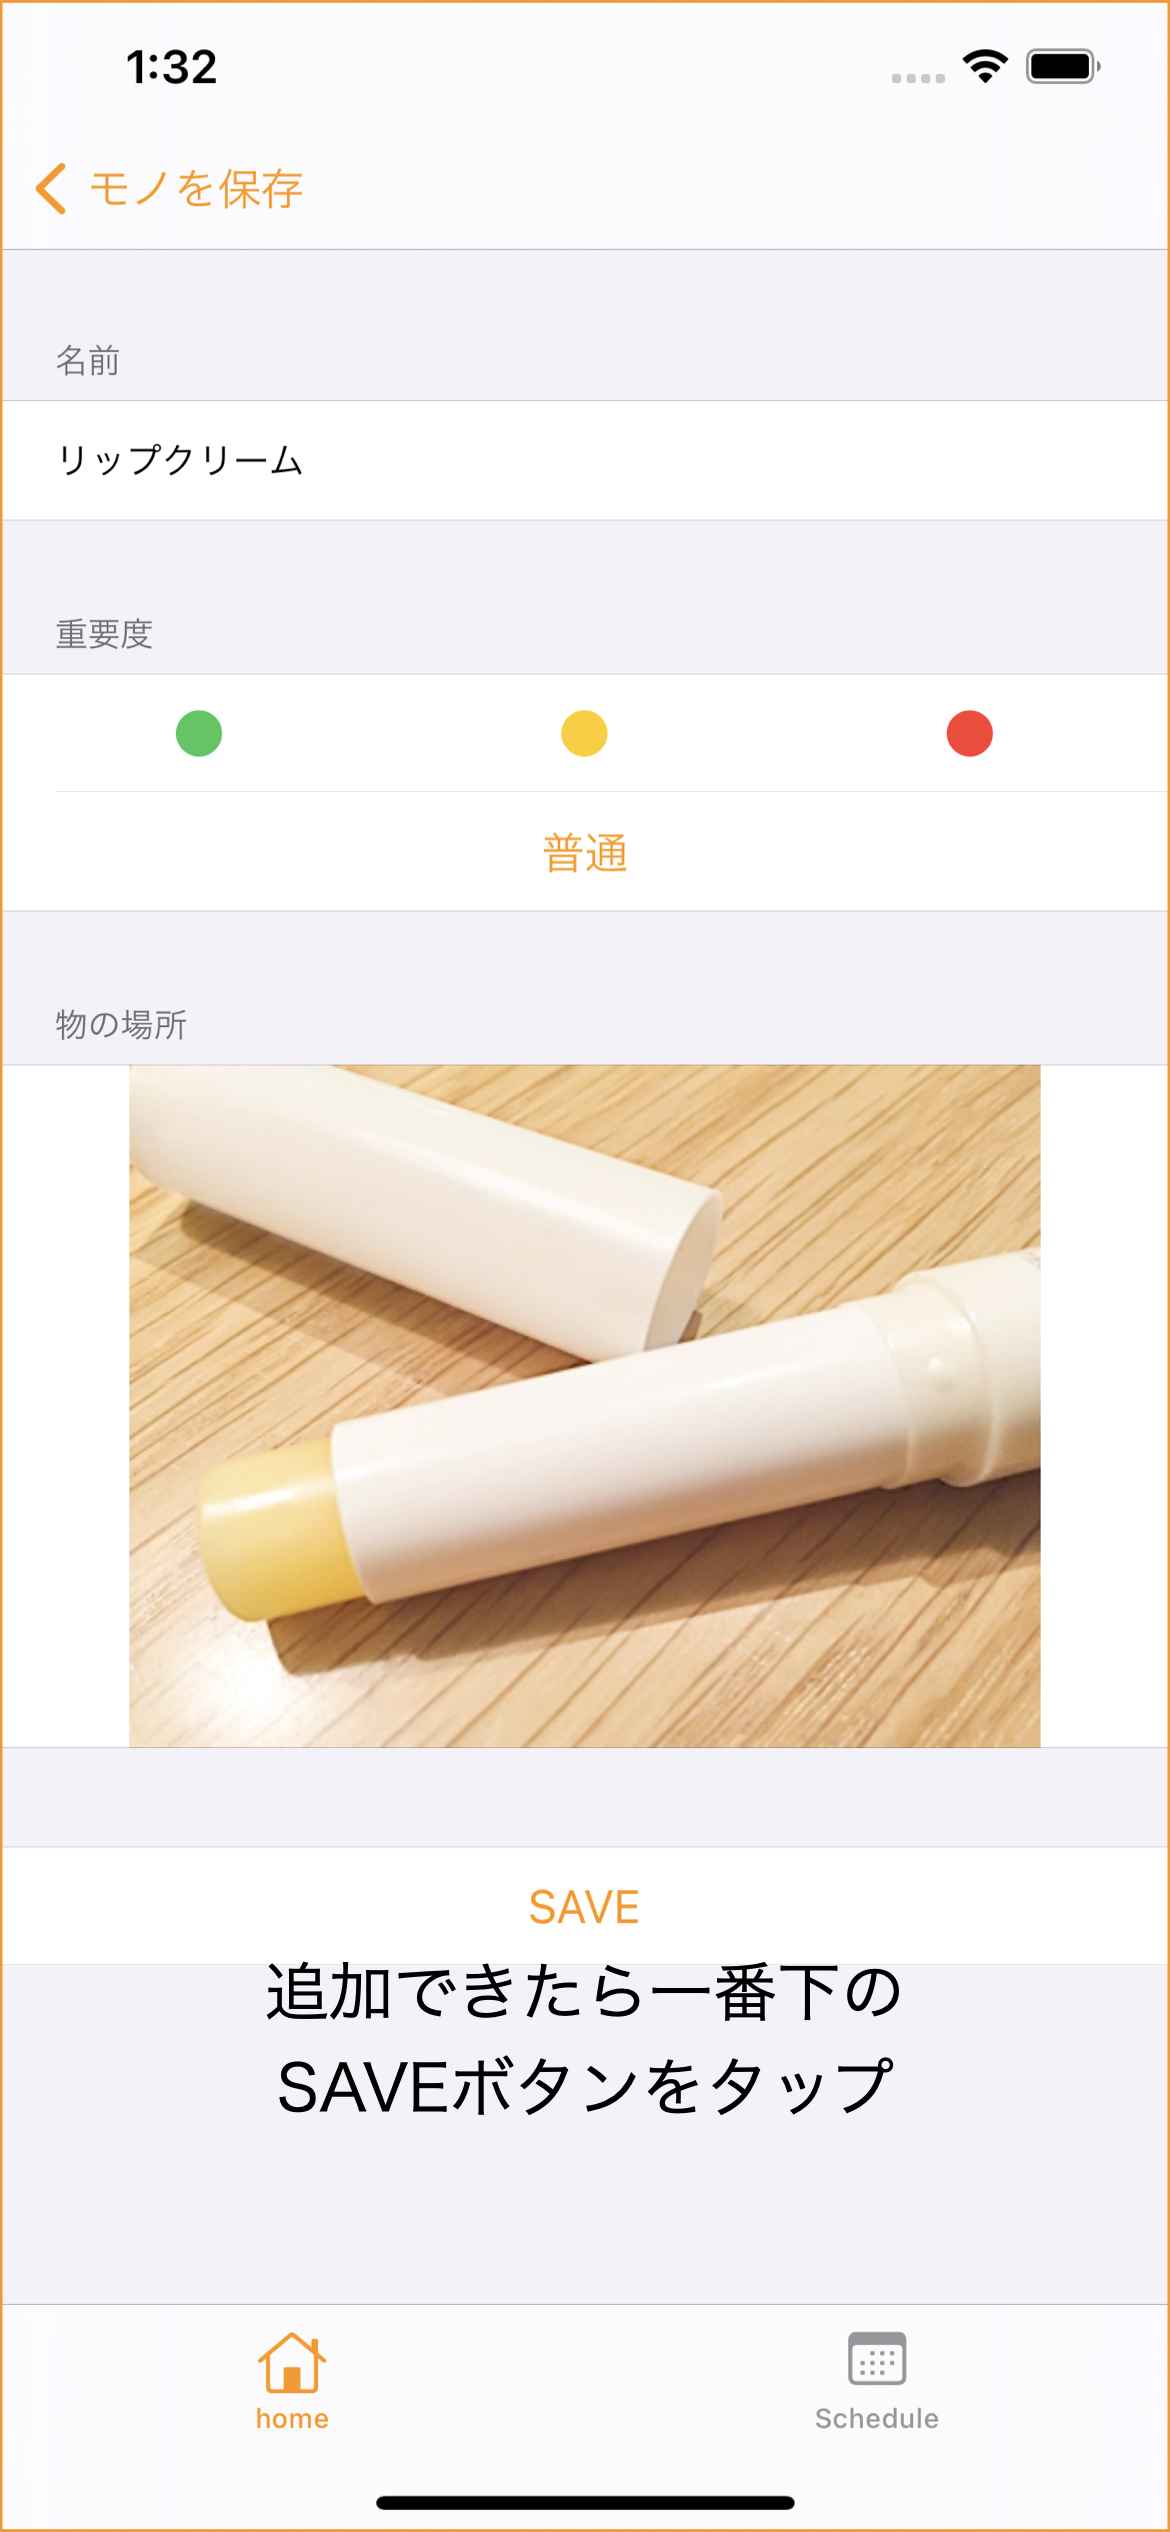 1:32
モノを保存
名前
リップクリーム
重要度
普通
物の場所
SAVE
追加できたら一番下の
SAVEボタンをタップ
home
Schedule